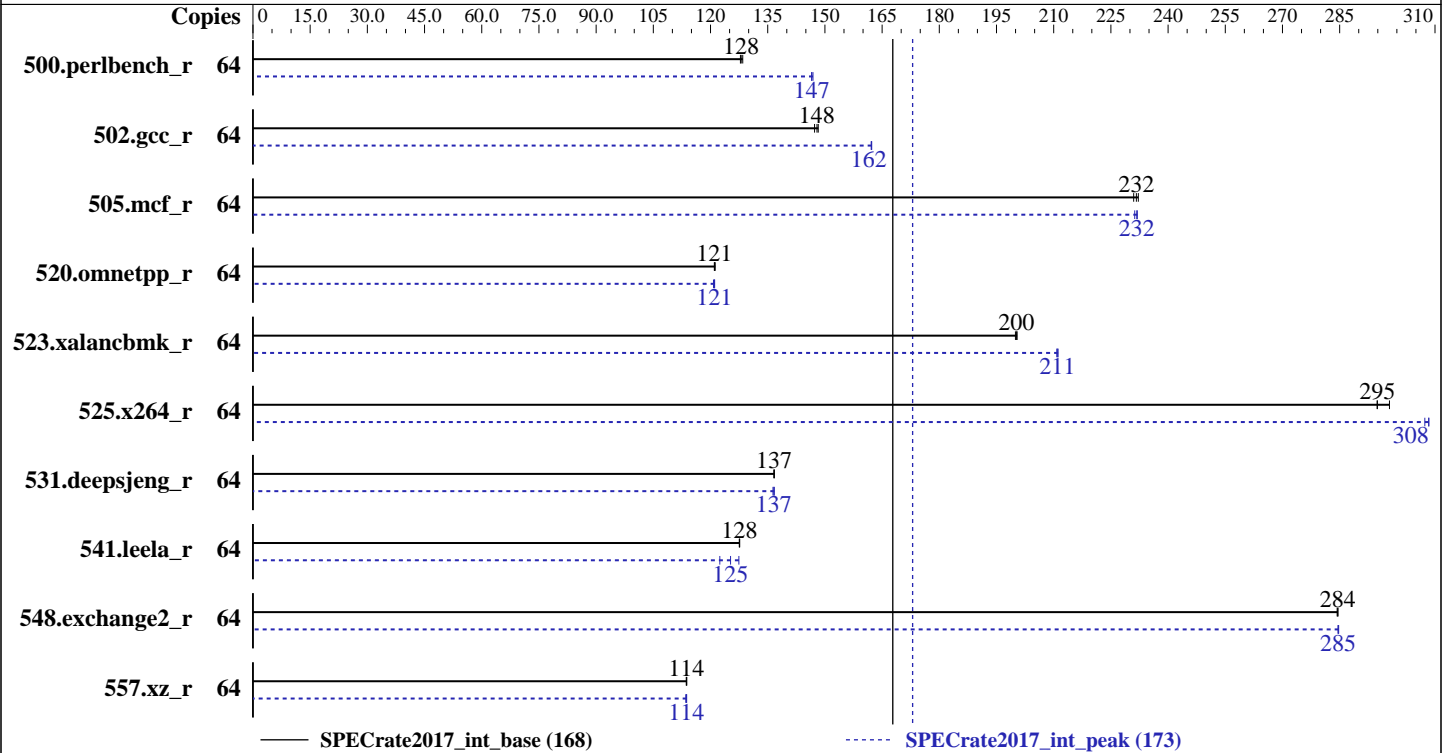 Copies 0 15.0 30.0 45.0 60.0 75.0 90.0 105 120 135 150 165 180 195 210 225 240 255 270 285 310
128
500.perlbench_r 64
147
148
502.gcc_r 64
162
232
505.mcf_r 64
232
121
520.omnetpp_r 64
121
200
523.xalancbmk_r 64
211
295
525.x264_r 64
308
137
531.deepsjeng_r 64
137
128
541.leela_r 64
125
284
548.exchange2_r 64
285
114
557.xz_r 64
114
SPECrate2017_int_base (168) SPECrate2017_int_peak (173)